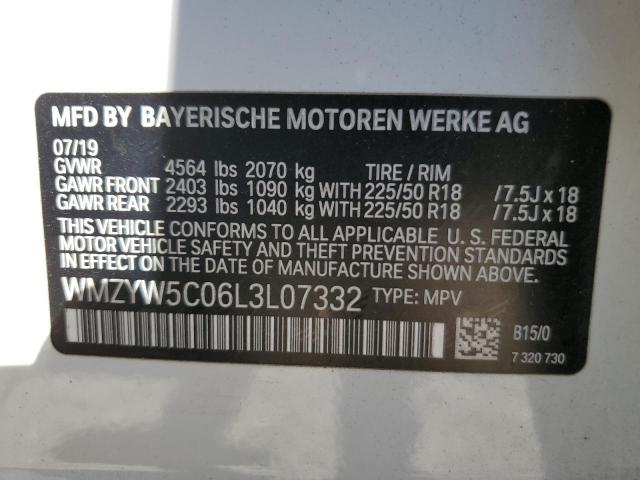 MFD BY BAYERISCHE MOTOREN WERKE AG
07/19
GVWR 4564 lbs 2070 kg TIRE / RIM
GAWR FRONT 2403 lbs 1090 kg WITH 225/50 R18 /7.5J x 18
GAWR REAR 2293 lbs 1040 kg WITH 225/50 R18 /7.5J x 18
THIS VEHICLE CONFORMS TO ALL APPLICABLE U. S. FEDERAL
MOTOR VEHICLE SAFETY AND THEFT PREVENTION STANDARDS
IN EFFECT ON THE DATE OF MANUFACTURE SHOWN ABOVE.
WMZYW5C06L3L07332 TYPE: MPV
B15/0
7 320 730